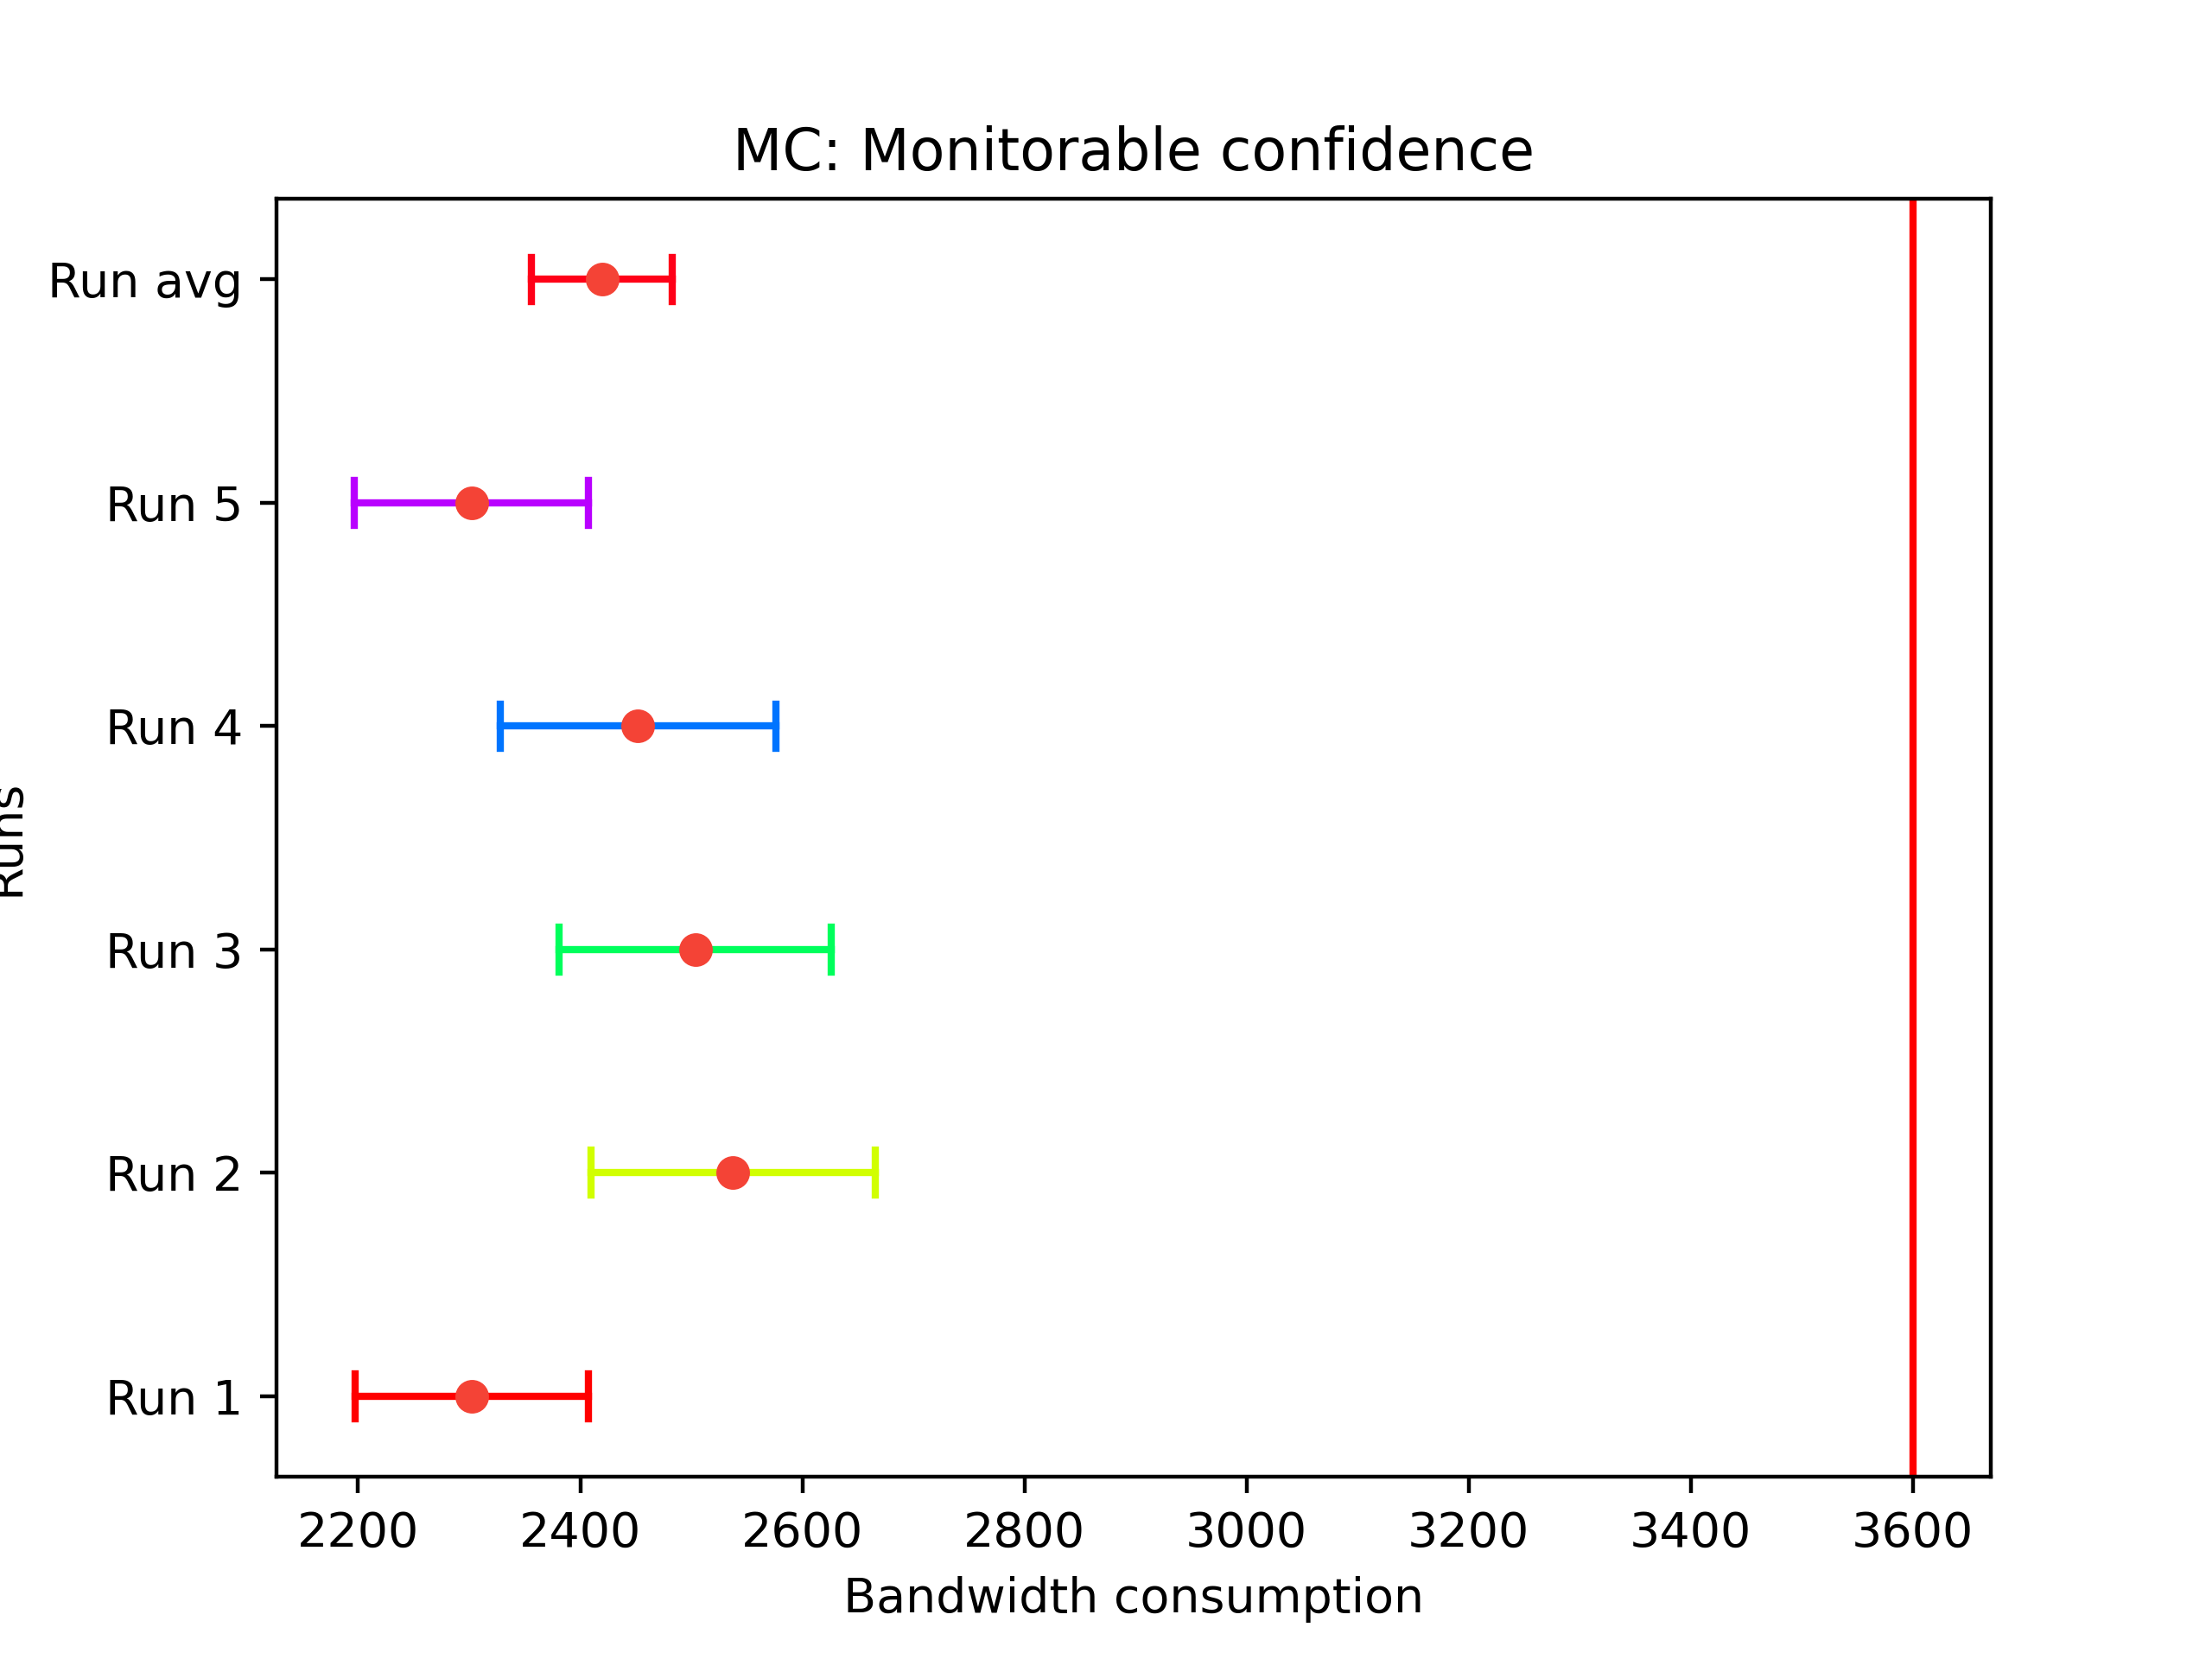 MC: Monitorable confidence
Run avg
Run 5
Run 4
Runs
Run 3
Run 2
Run 1
2200 2400 2600 2800 3000 3200 3400 3600
Bandwidth consumption